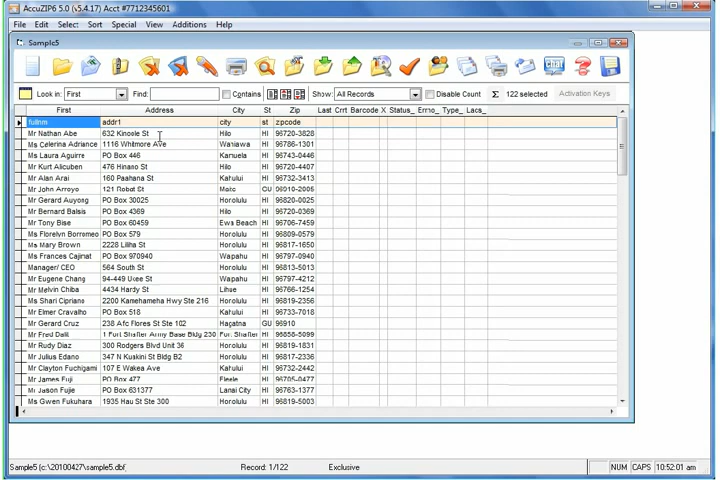 AccuZIP6 5.0 (v5.4.17) Acct #7712345601
File Edit Select Sort Special View Additions Help
Sample5
Look in: First Find: Contains Show: All Records Disable Count Σ 122 selected Activation Keys
First Address City St Zip Last Crrt Barcode X Status_ Errno_ Type_ Lacs_
fullnm addr1 city st zipcode
Mr Nathan Abe 632 Kinoole St Hilo HI 96720-3828
Ms Celerina Adriance 1116 Whitmore Ave HI 96786-1301
Ms Laura Aguirre PO Box 446 Kamuela HI 96743-0446
Mr Kurt Alicuben 476 Hinano St Hilo HI 96720-4407
Mr Alan Arai 160 Paahana St Kahului HI 96732-3413
Mr John Arroyo 121 Robat St Maic CU 96910-2005
Mr Gerard Auyong PO Box 30025 Honolulu HI 96820-0025
Mr Bernard Balsis PO Box 4369 Hilo HI 96720-0369
Mr Tony Bise PO Box 60459 Ewa Beach HI 96706-7459
Ms Florelyn Borromeo PO Box 579 Honolulu HI 96809-0579
Ms Mary Brown 2228 Liliha St Honolulu HI 96817-1650
Ms Frances Cajinat PO Box 970940 Waipahu HI 96797-0940
Manager/ CEO 564 South St Honolulu HI 96813-5013
Mr Eugene Chang 94-449 Ukee St Waipahu HI 96797-4212
Mr Melvin Chiba 4434 Hardy St Lihue HI 96766-1254
Ms Shari Cipriano 2200 Kamehameha Hwy Ste 216 Honolulu HI 96819-2356
Mr Elmer Cravalho PO Box 518 Kahului HI 96733-7018
Mr Gerard Cruz 238 Afc Flores St Ste 102 Hagatna GU 96910
Mr Fred Dalit 1 Fort Shafter Army Base Bldg 230 Fort Shafter HI 96858-5099
Mr Rudy Diaz 300 Rodgers Blvd Unit 36 Honolulu HI 96819-1831
Mr Julius Edano 347 N Kuakini St Bldg B2 Honolulu HI 96817-2336
Mr Clayton Fuchigami 107 E Wakea Ave Kahului HI 96732-2442
Mr James Fuji PO Box 477 Eleele HI 96705-0477
Mr Jason Fujie PO Box 631377 Lanai City HI 96763-1377
Ms Gwen Fukuhara 1935 Hau St Ste 300 Honolulu HI 96819-5003
Sample5 (c:\20100427\sample5.dbf Record: 1/122 Exclusive NUM CAPS 10:52:01 am